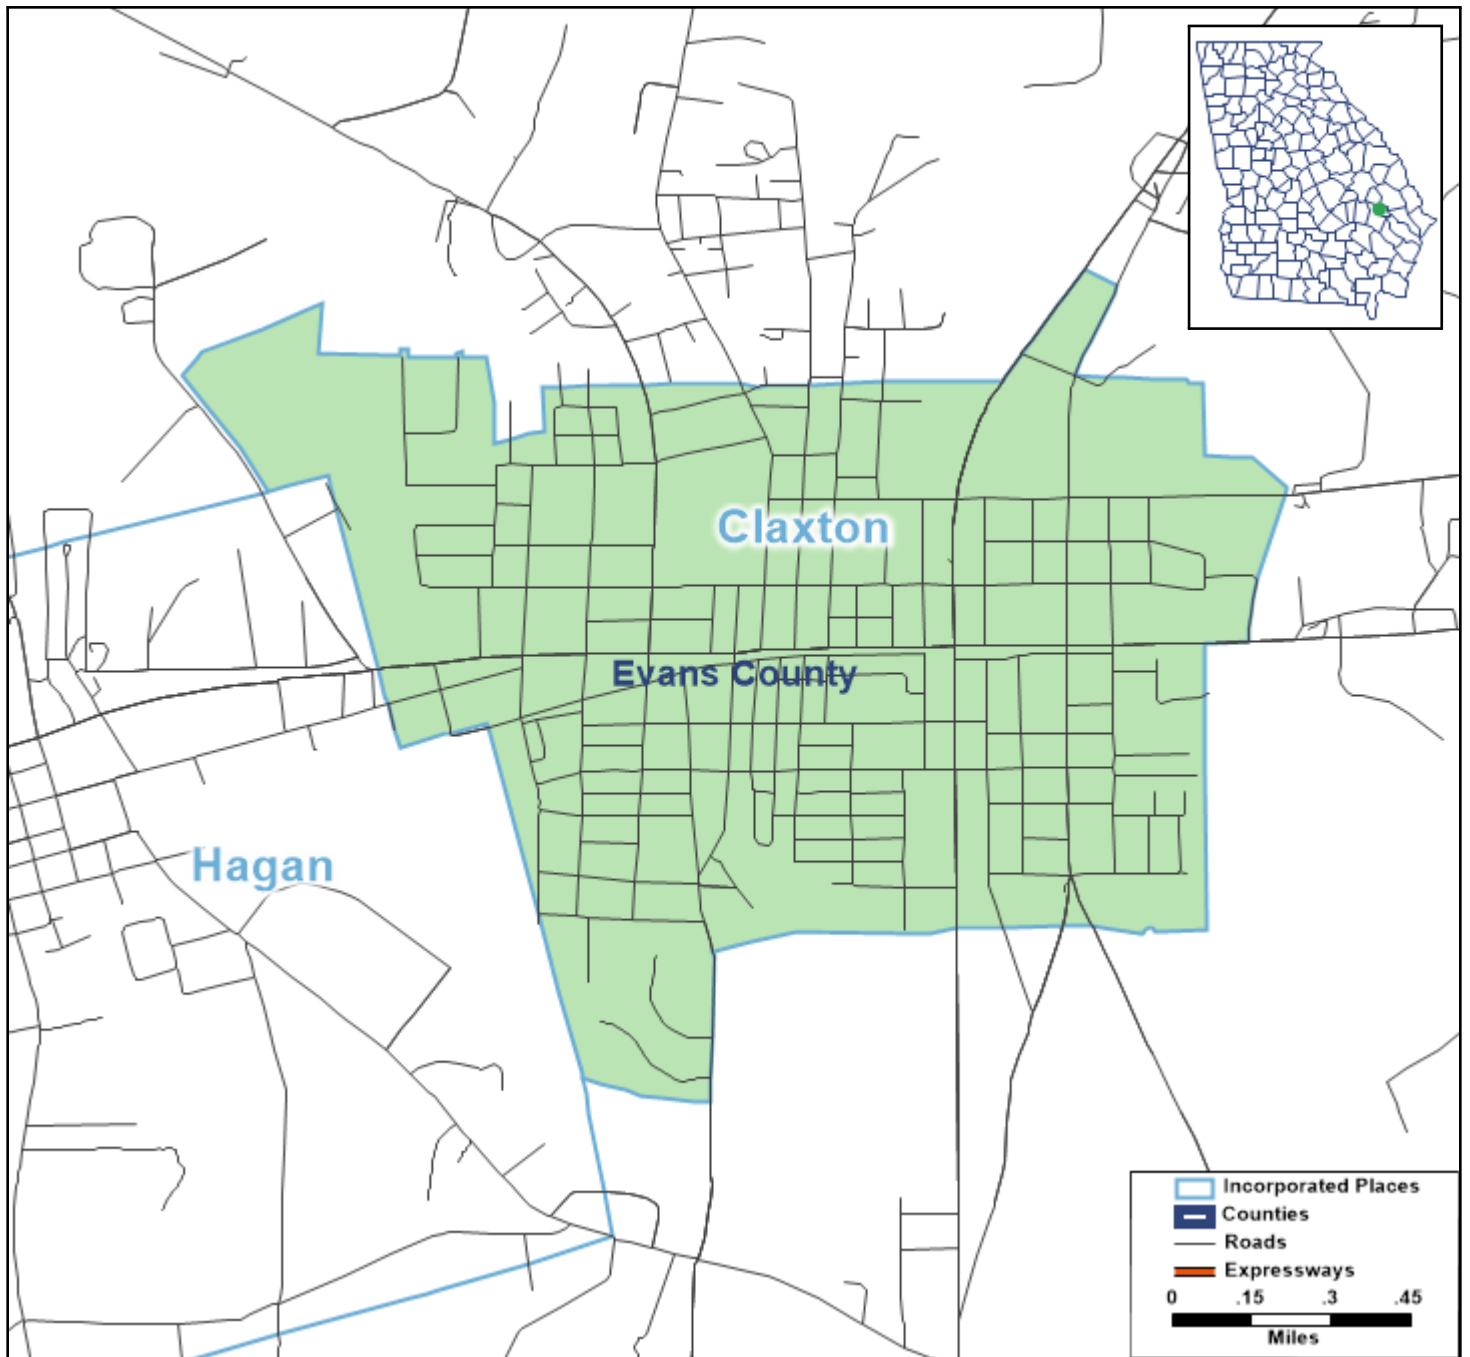 Claxton
Evans County
Hagan
Incorporated Places
Counties
Roads
Expressways
0 .15 .3 .45
Miles